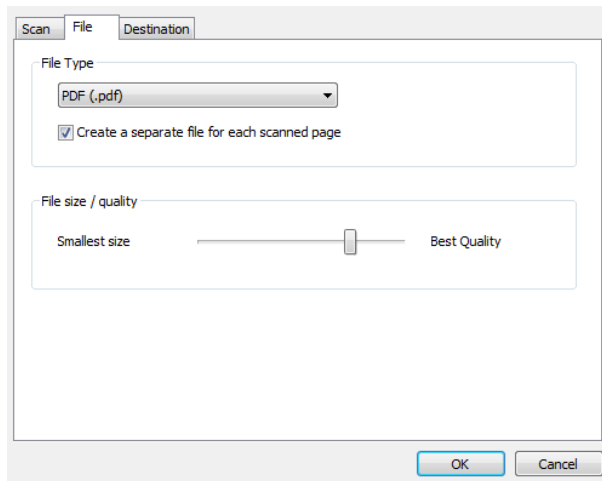 Scan File Destination
File Type
PDF (.pdf)
Create a separate file for each scanned page
File size / quality
Smallest size Best Quality
OK Cancel